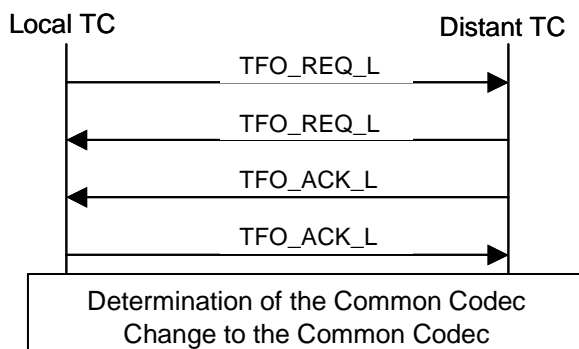 Local TC
Distant TC
TFO_REQ_L
TFO_REQ_L
TFO_ACK_L
TFO_ACK_L
Determination of the Common Codec
Change to the Common Codec